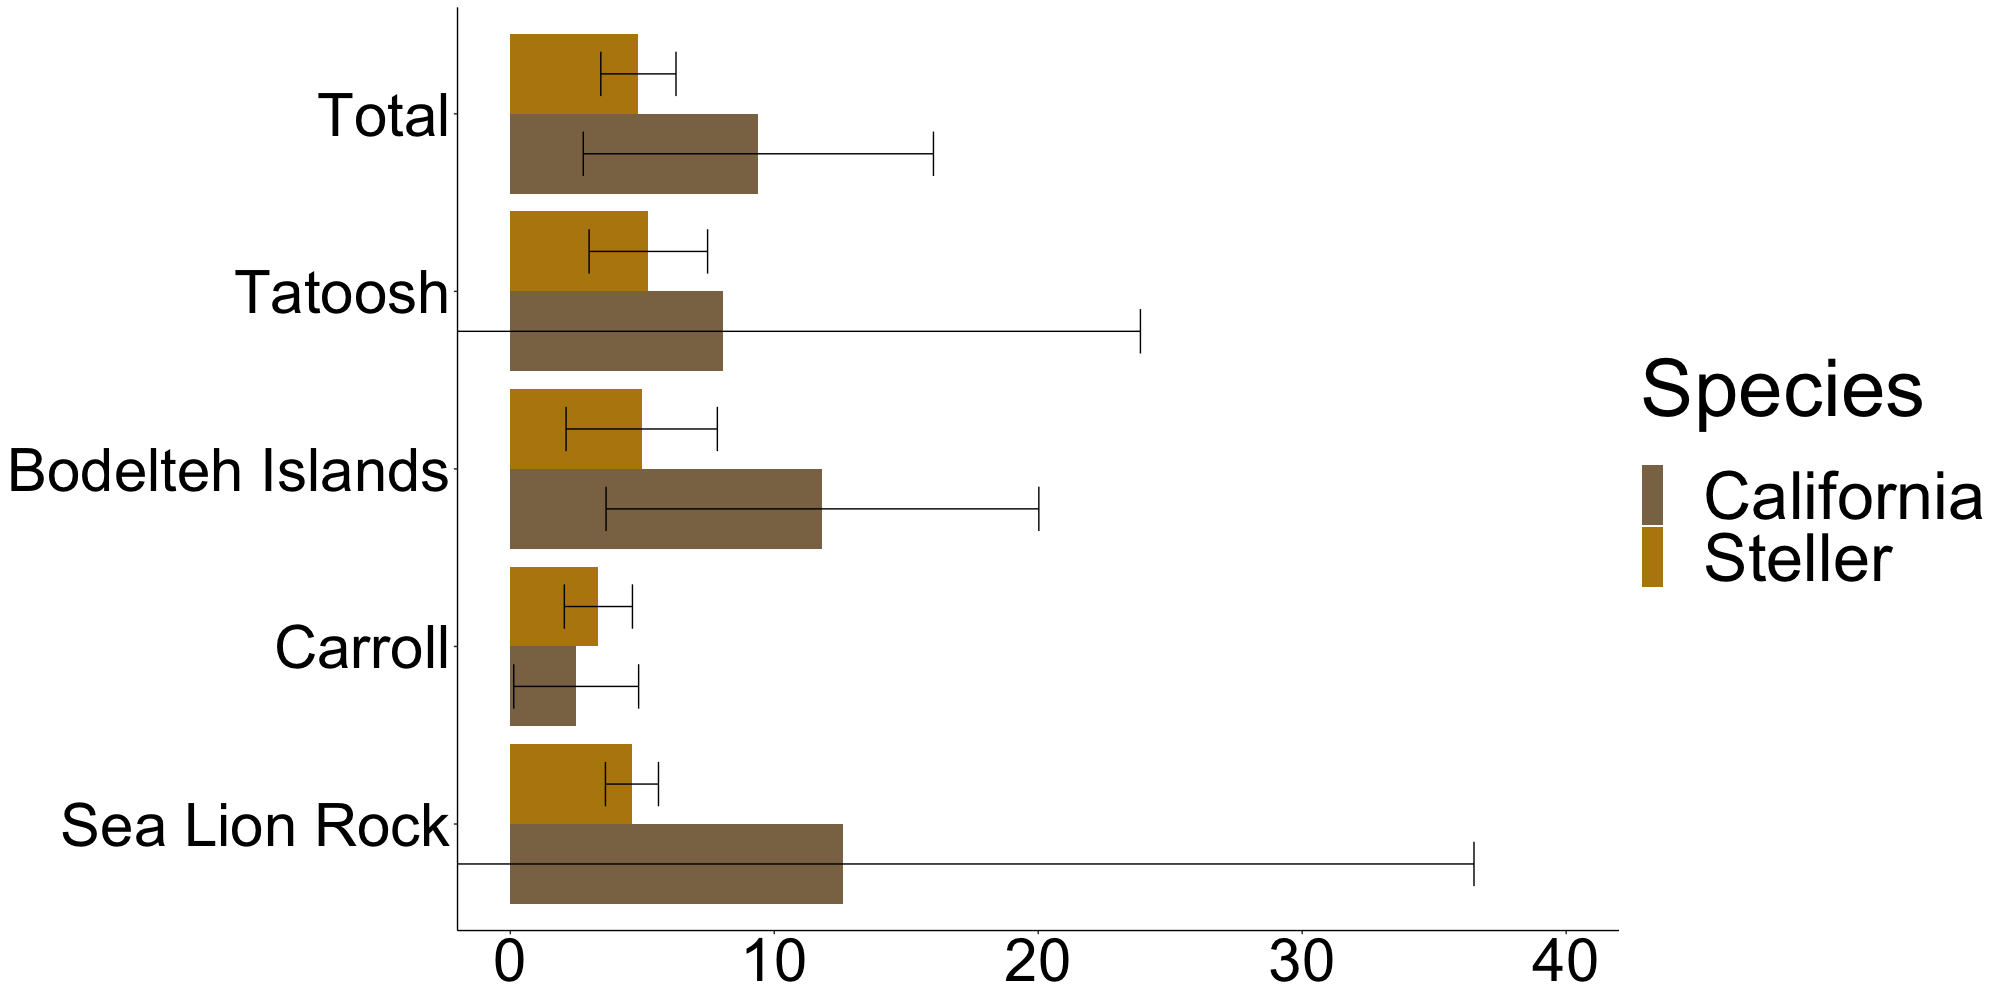 Total
Tatoosh
Bodelteh Islands
Carroll
Sea Lion Rock
0 10 20 30 40
Species
California
Steller